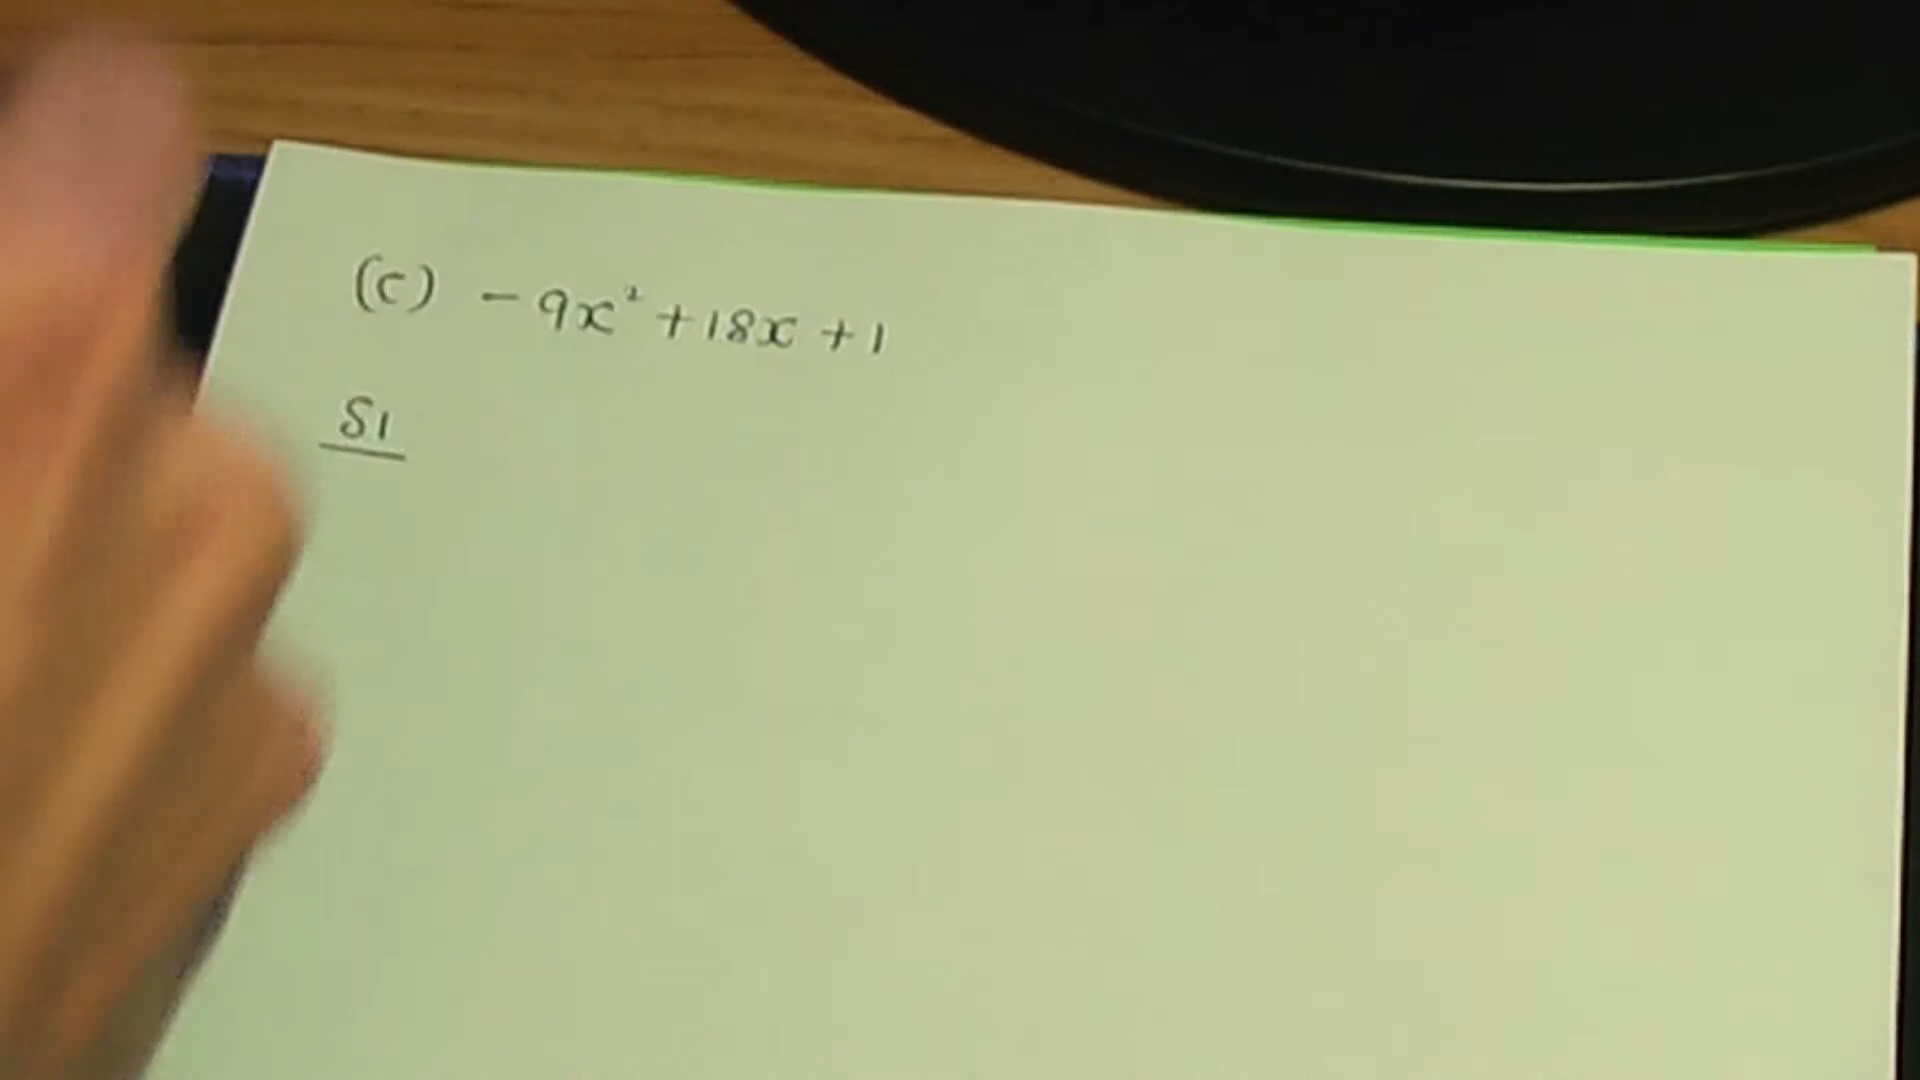 (c) - 9x² + 18x + 1
S1